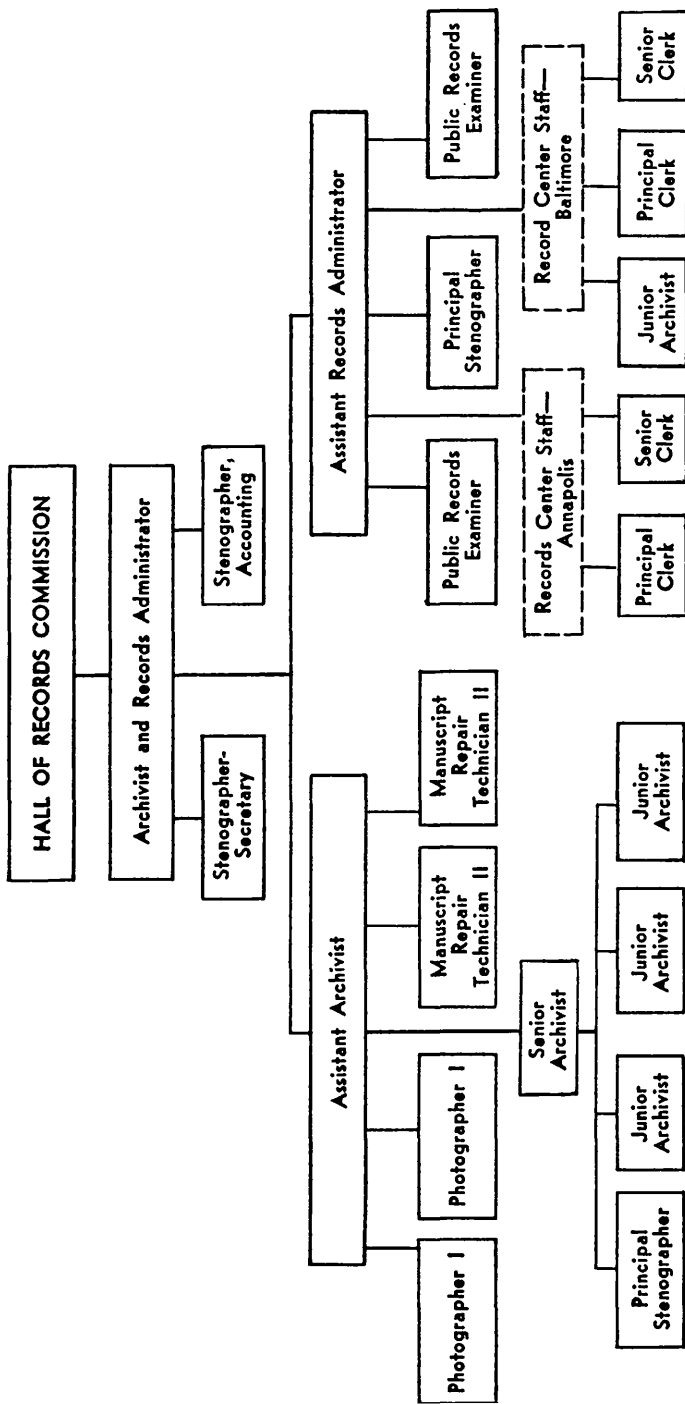 HALL OF RECORDS COMMISSION
Archivist and Records Administrator
Stenographer-
Secretary
Stenographer,
Accounting
Assistant Archivist
Assistant Records Administrator
Photographer I
Photographer I
Manuscript
Repair
Technician II
Manuscript
Repair
Technician II
Public Records
Examiner
Principal
Stenographer
Public Records
Examiner
Senior
Archivist
Records Center Staff—
Annapolis
Record Center Staff—
Baltimore
Principal
Stenographer
Junior
Archivist
Junior
Archivist
Junior
Archivist
Principal
Clerk
Senior
Clerk
Junior
Archivist
Principal
Clerk
Senior
Clerk